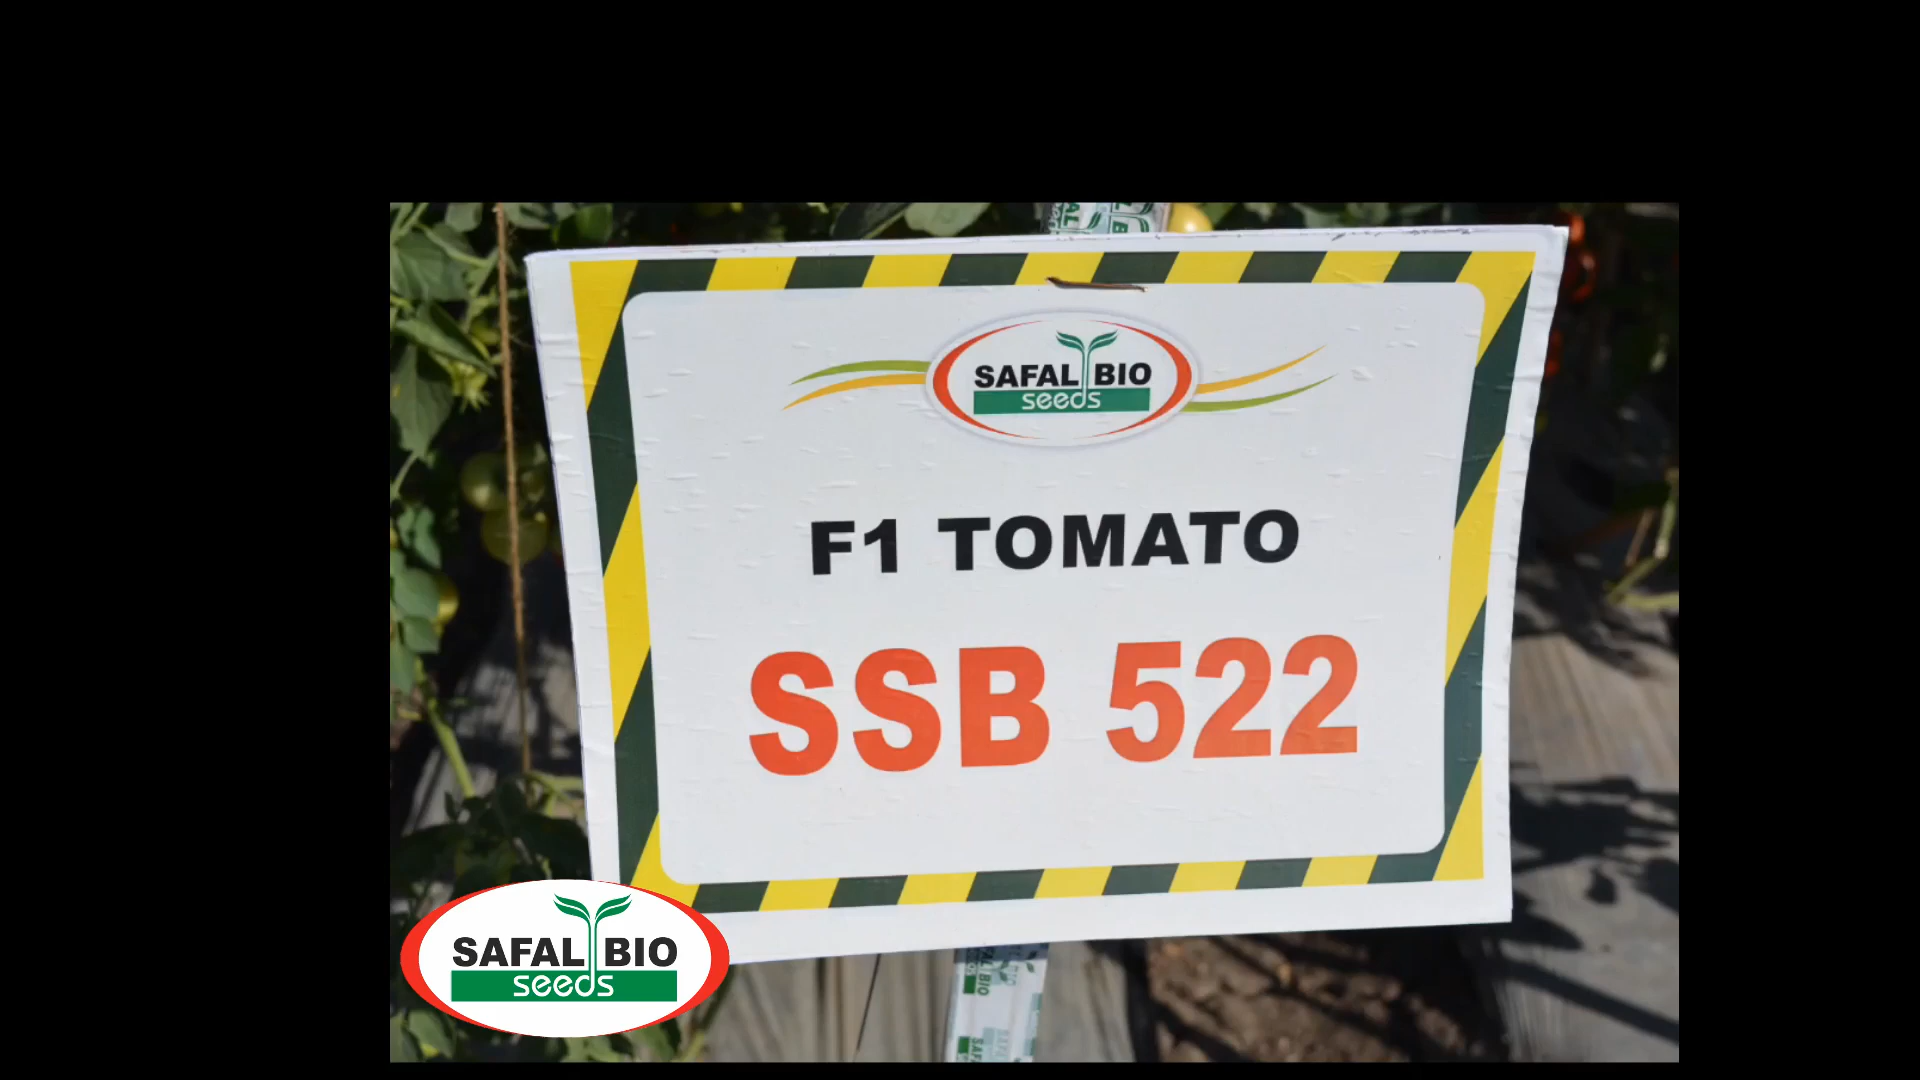 SAFAL BIO
seeds
F1 TOMATO
SSB 522
SAFAL BIO
seeds